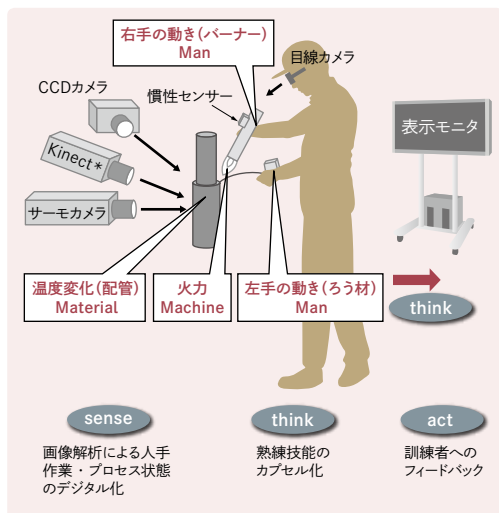 右手の動き（バーナー）
Man
目線カメラ
CCDカメラ
慣性センサー
Kinect*
サーモカメラ
表示モニタ
温度変化（配管）
Material
火力
Machine
左手の動き（ろう材）
Man
think
sense
think
act
画像解析による人手
作業・プロセス状態
のデジタル化
熟練技能の
カプセル化
訓練者への
フィードバック